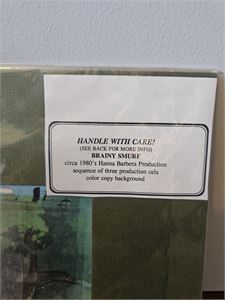 HANDLE WITH CARE!
(SEE BACK FOR MORE INFO)
BRAINY SMURF
circa 1980's Hanna Barbera Production
sequence of three production cels
color copy background